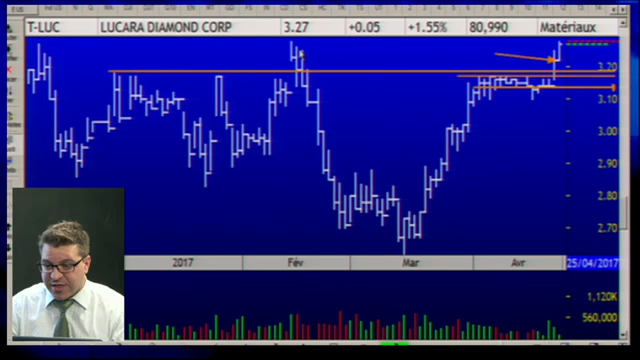 T-LUC LUCARA DIAMOND CORP 3.27 +0.05 +1.55% 80,990 Matériaux
3.20
3.10
3.00
2.90
2.80
2.70
2017 Fév Mar Avr 25/04/2017
1,120K
560,000